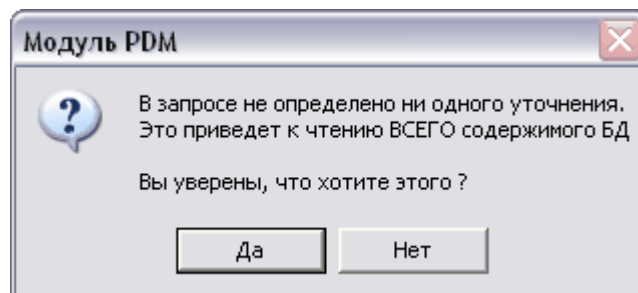 Модуль PDM
В запросе не определено ни одного уточнения.
Это приведет к чтению ВСЕГО содержимого БД
Вы уверены, что хотите этого ?
Да
Нет